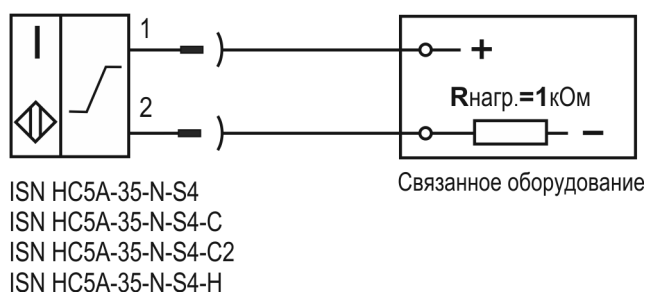 1
+
Rнагр.=1кОм
2
−
Связанное оборудование
ISN HC5A-35-N-S4
ISN HC5A-35-N-S4-C
ISN HC5A-35-N-S4-C2
ISN HC5A-35-N-S4-H